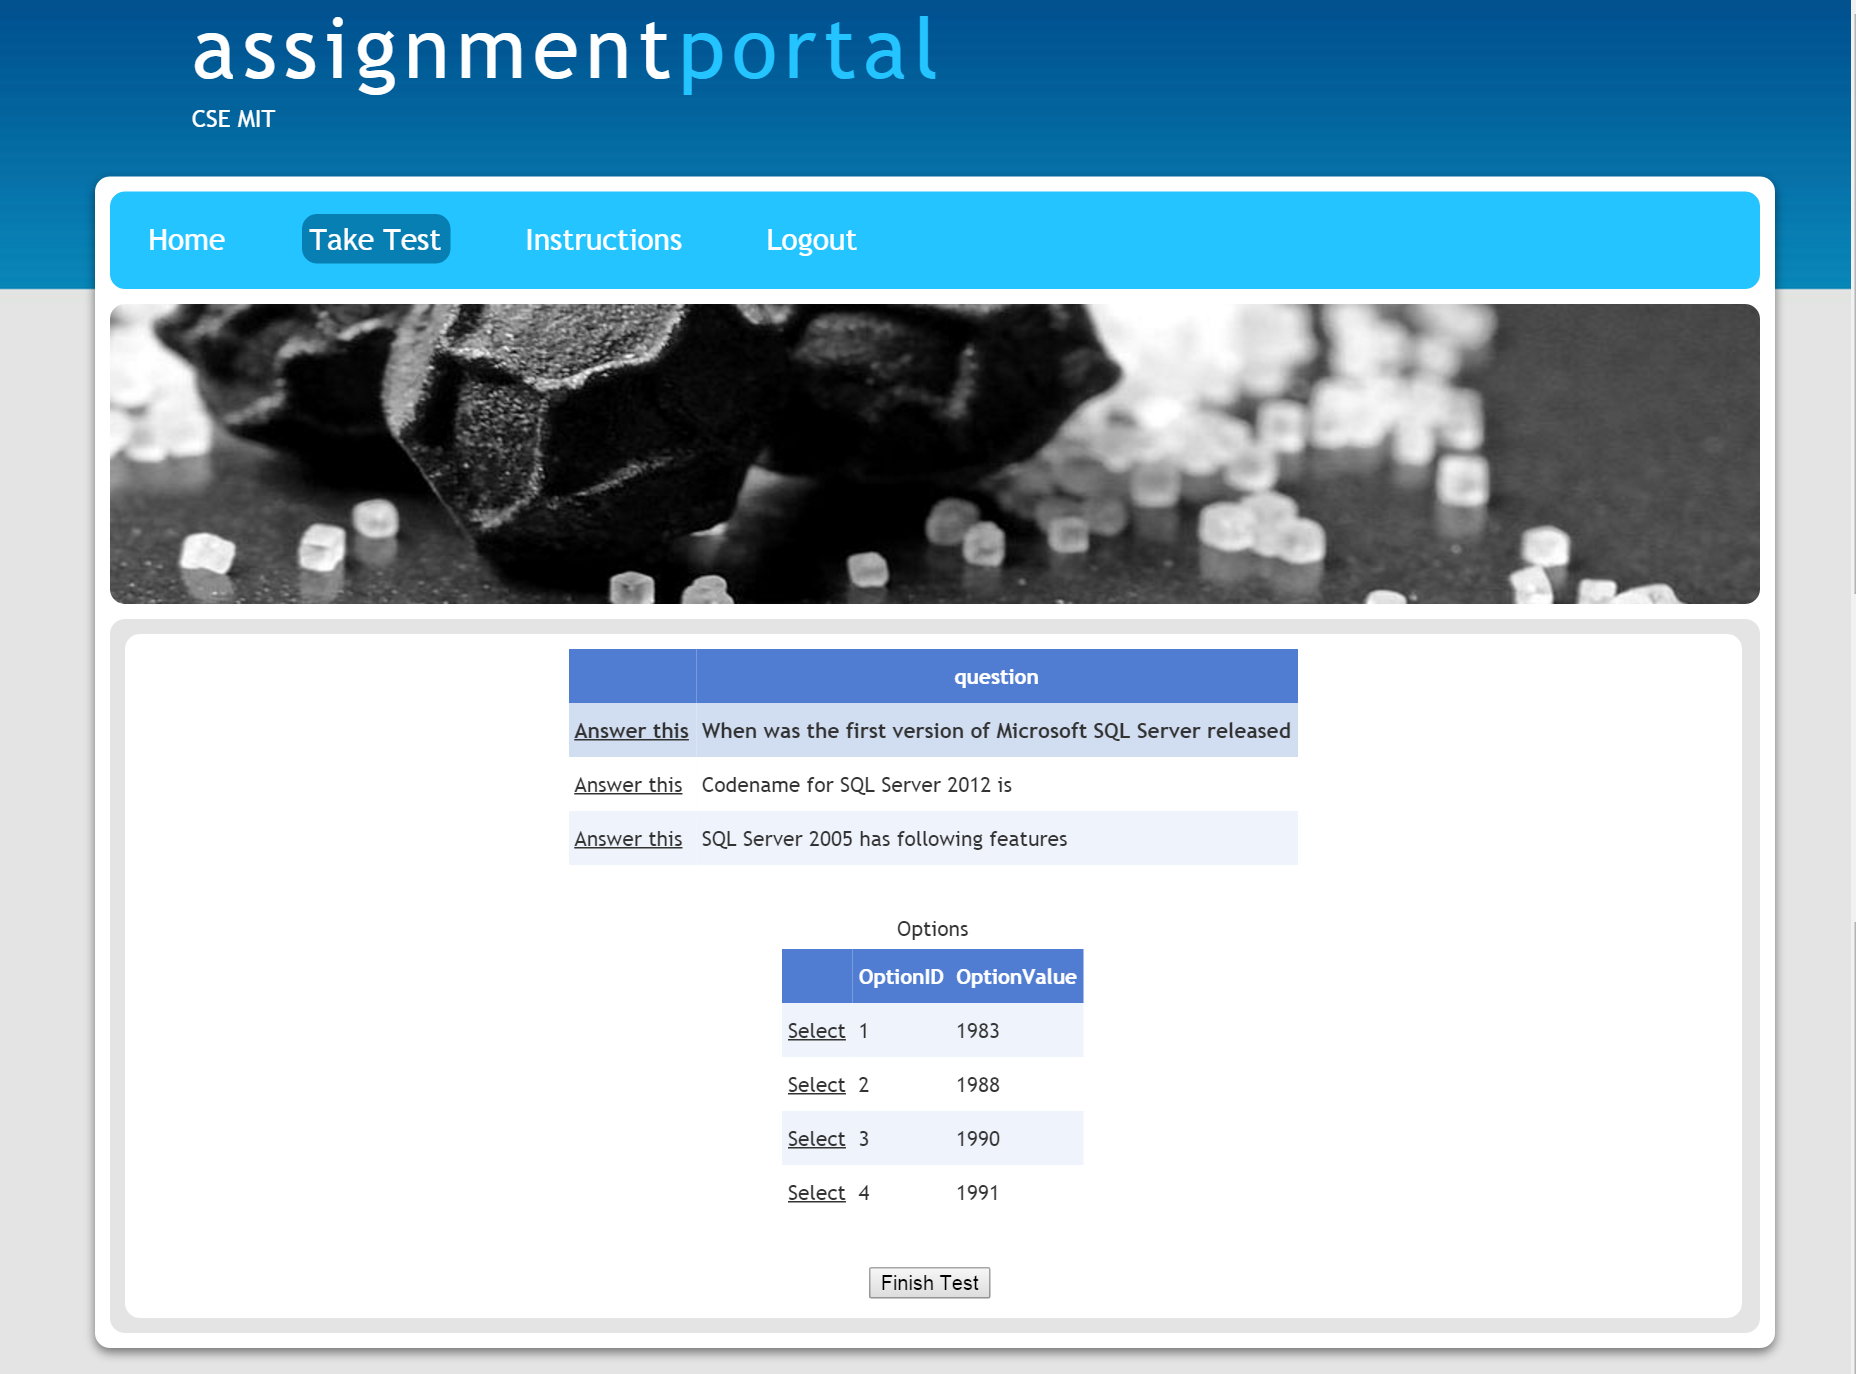 assignmentportal
CSE MIT
Home Take Test Instructions Logout
question
Answer this When was the first version of Microsoft SQL Server released
Answer this Codename for SQL Server 2012 is
Answer this SQL Server 2005 has following features
Options
OptionID OptionValue
Select 1 1983
Select 2 1988
Select 3 1990
Select 4 1991
Finish Test